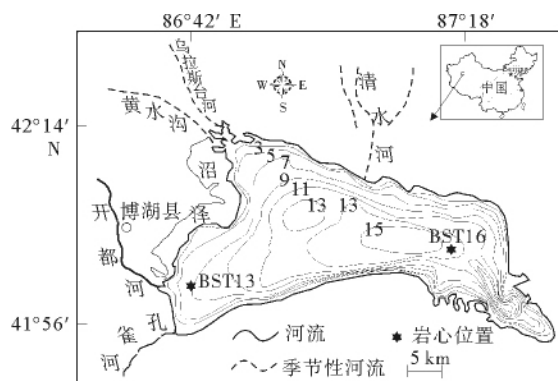 86°42′ E
87°18′
42°14′
N
41°56′
乌拉斯台河
黄水沟
清水河
N
W
E
S
中国
沼泽
开都河
博湖县
孔雀河
3
5
7
9
11
13
13
15
BST16
BST13
河流
岩心位置
季节性河流
5 km